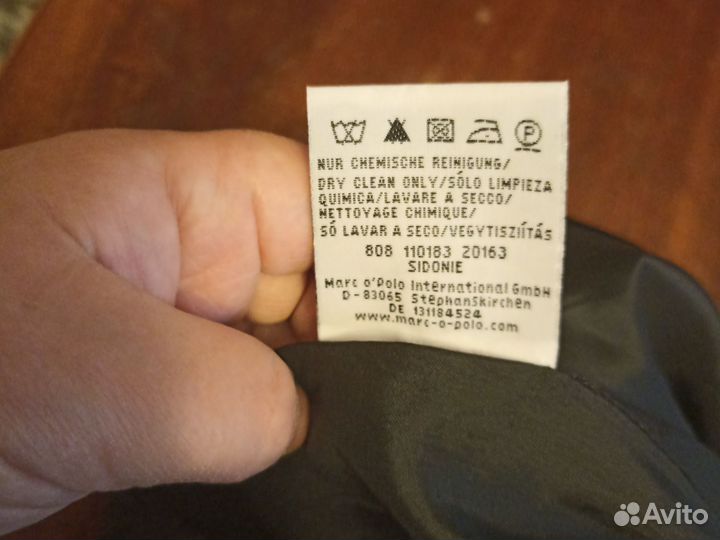 P
NUR CHEMISCHE REINIGUNG/
DRY CLEAN ONLY/SÓLO LIMPIEZA
QUIMICA/LAVARE A SECCO/
NETTOYAGE CHIMIQUE/
SÓ LAVAR A SECO/VEGYTISZIÍTÁS
808 110183 20163
SIDONIE
Marc O'Polo International GmbH
D-83065 Stephanskirchen
DE 131184524
www.marc-o-polo.com
Avito